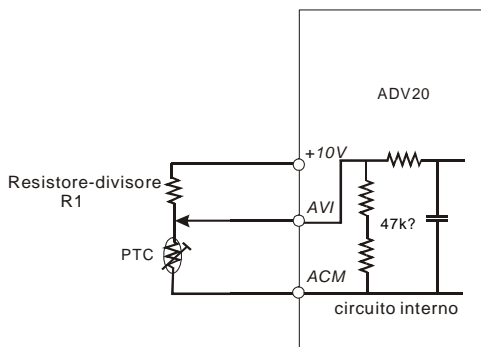 ADV20
+10V
Resistore-divisore
R1
AVI
47k?
PTC
ACM
circuito interno